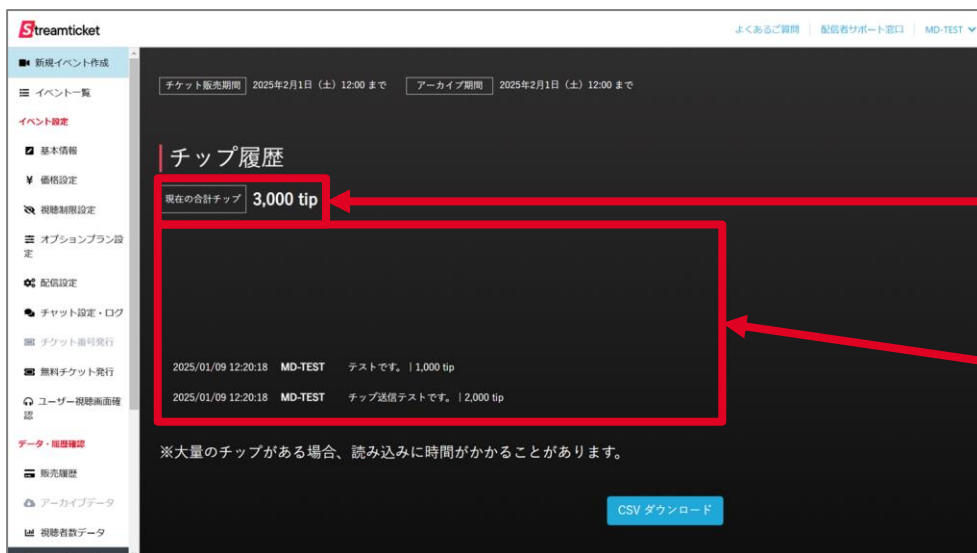 Streamticket
よくあるご質問
配信者サポート窓口
MD-TEST
新規イベント作成
イベント一覧
イベント設定
基本情報
価格設定
視聴制限設定
オプションプラン設
定
配信設定
チャット設定・ログ
チケット番号発行
無料チケット発行
ユーザー視聴画面確
認
データ・履歴確認
販売履歴
アーカイブデータ
視聴者数データ
チケット販売期間 2025年2月1日（土）12:00 まで アーカイブ期間 2025年2月1日（土）12:00 まで
チップ履歴
現在の合計チップ 3,000 tip
2025/01/09 12:20:18 MD-TEST テストです。 | 1,000 tip
2025/01/09 12:20:18 MD-TEST チップ送信テストです。 | 2,000 tip
※大量のチップがある場合、読み込みに時間がかかることがあります。
CSV ダウンロード